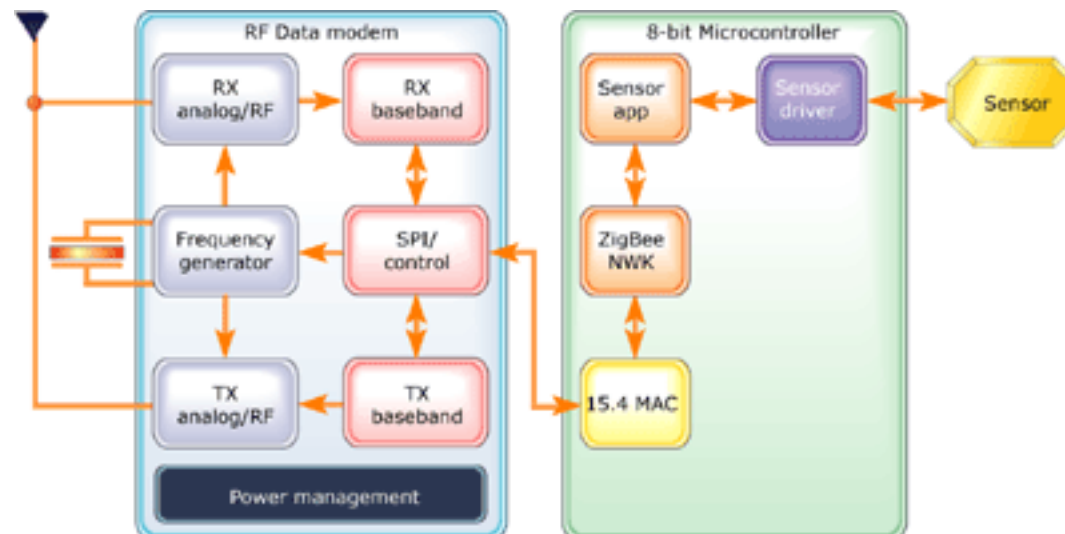 RF Data modem
RX
analog/RF
RX
baseband
Frequency
generator
SPI/
control
TX
analog/RF
TX
baseband
Power management
8-bit Microcontroller
Sensor
app
Sensor
driver
ZigBee
NWK
15.4 MAC
Sensor